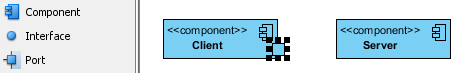 Component
Interface
Port
<<component>>
Client
<<component>>
Server